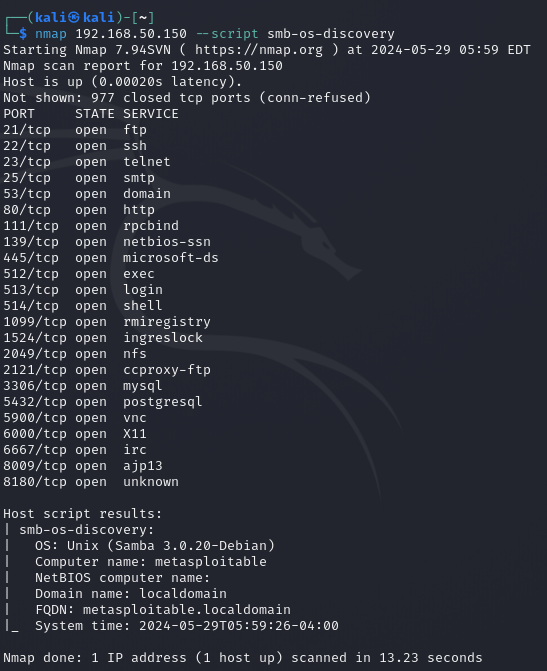 ┌──(kali㉿kali)-[~]
└─$ nmap 192.168.50.150 --script smb-os-discovery
Starting Nmap 7.94SVN ( https://nmap.org ) at 2024-05-29 05:59 EDT
Nmap scan report for 192.168.50.150
Host is up (0.00020s latency).
Not shown: 977 closed tcp ports (conn-refused)
PORT     STATE SERVICE
21/tcp   open  ftp
22/tcp   open  ssh
23/tcp   open  telnet
25/tcp   open  smtp
53/tcp   open  domain
80/tcp   open  http
111/tcp  open  rpcbind
139/tcp  open  netbios-ssn
445/tcp  open  microsoft-ds
512/tcp  open  exec
513/tcp  open  login
514/tcp  open  shell
1099/tcp open  rmiregistry
1524/tcp open  ingreslock
2049/tcp open  nfs
2121/tcp open  ccproxy-ftp
3306/tcp open  mysql
5432/tcp open  postgresql
5900/tcp open  vnc
6000/tcp open  X11
6667/tcp open  irc
8009/tcp open  ajp13
8180/tcp open  unknown

Host script results:
| smb-os-discovery:
|   OS: Unix (Samba 3.0.20-Debian)
|   Computer name: metasploitable
|   NetBIOS computer name:
|   Domain name: localdomain
|   FQDN: metasploitable.localdomain
|_  System time: 2024-05-29T05:59:26-04:00

Nmap done: 1 IP address (1 host up) scanned in 13.23 seconds